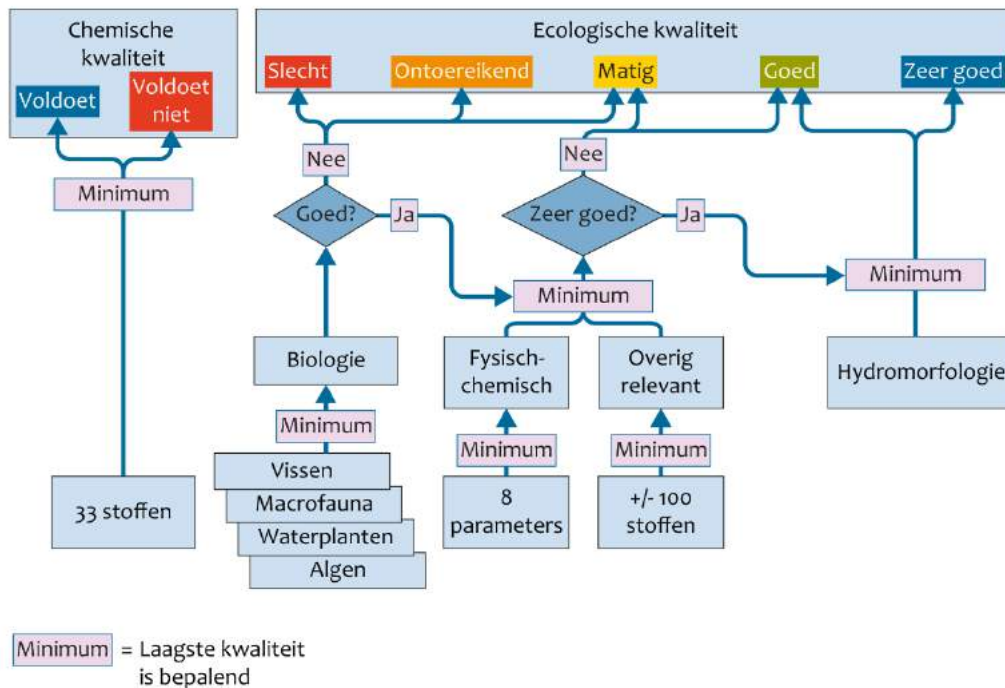 Chemische
kwaliteit
Voldoet
Voldoet
niet
Minimum
33 stoffen
Ecologische kwaliteit
Slecht
Ontoereikend
Matig
Goed
Zeer goed
Nee
Nee
Goed?
Ja
Zeer goed?
Ja
Minimum
Minimum
Biologie
Fysisch-
chemisch
Overig
relevant
Hydromorfologie
Minimum
Minimum
Minimum
Vissen
Macrofauna
Waterplanten
Algen
8
parameters
+/- 100
stoffen
Minimum = Laagste kwaliteit
is bepalend